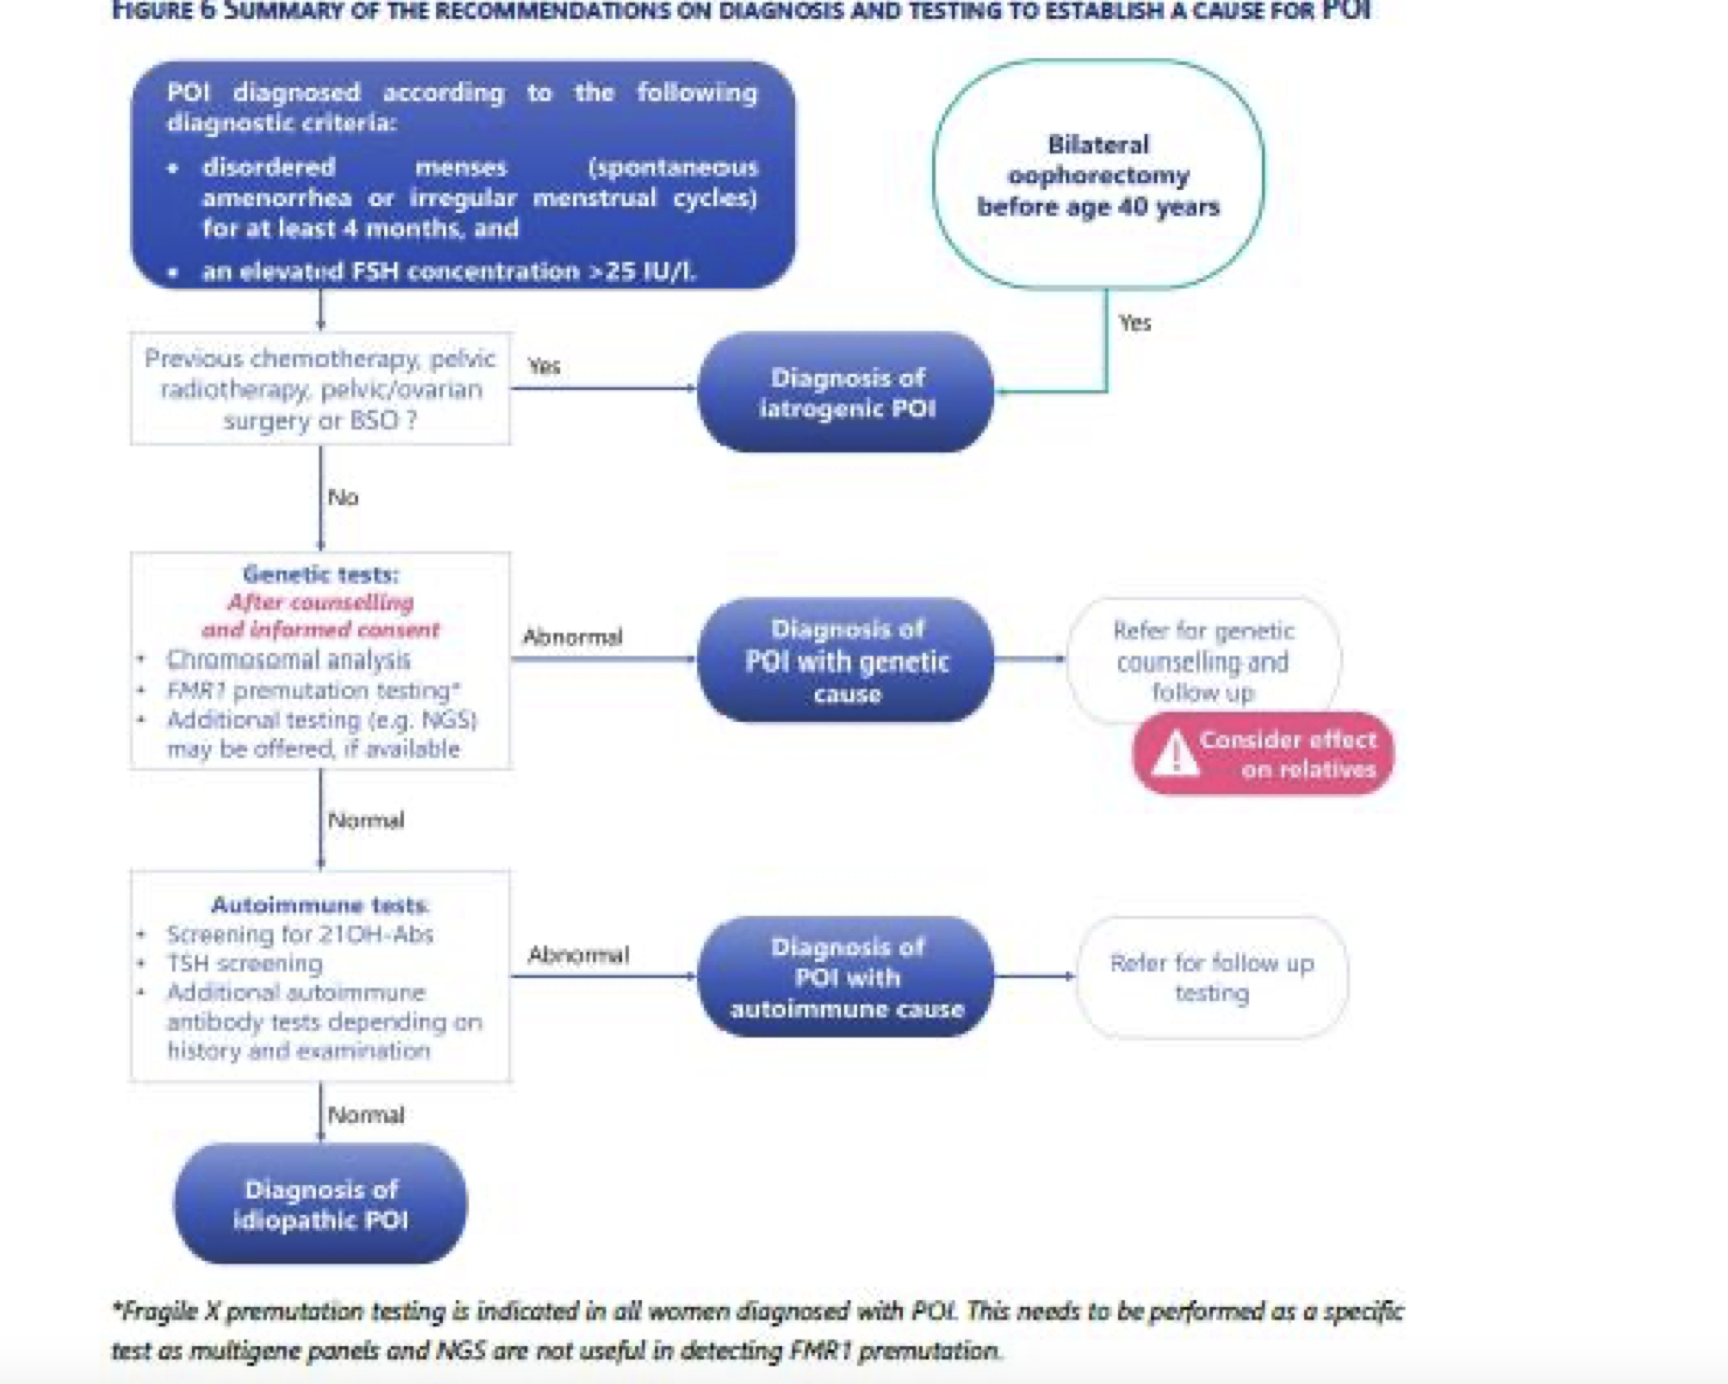 FIGURE 6 SUMMARY OF THE RECOMMENDATIONS ON DIAGNOSIS AND TESTING TO ESTABLISH A CAUSE FOR POI
POI diagnosed according to the following
diagnostic criteria:
• disordered menses (spontaneous
amenorrhea or irregular menstrual cycles)
for at least 4 months, and
• an elevated FSH concentration >25 IU/l.
Bilateral
oophorectomy
before age 40 years
Yes
Previous chemotherapy, pelvic
radiotherapy, pelvic/ovarian
surgery or BSO ?
Yes
Diagnosis of
iatrogenic POI
No
Genetic tests:
After counselling
and informed consent
• Chromosomal analysis
• FMR1 premutation testing*
• Additional testing (e.g. NGS)
may be offered, if available
Abnormal
Diagnosis of
POI with genetic
cause
Refer for genetic
counselling and
follow up
Consider effect
on relatives
Normal
Autoimmune tests
• Screening for 21OH-Abs
• TSH screening
• Additional autoimmune
antibody tests depending on
history and examination
Abnormal
Diagnosis of
POI with
autoimmune cause
Refer for follow up
testing
Normal
Diagnosis of
idiopathic POI
*Fragile X premutation testing is indicated in all women diagnosed with POI. This needs to be performed as a specific
test as multigene panels and NGS are not useful in detecting FMR1 premutation.